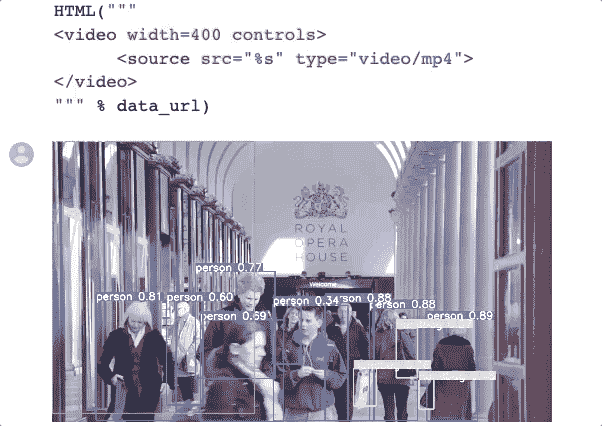 HTML("""
<video width=400 controls>
<source src="%s" type="video/mp4">
</video>
""" % data_url)
ROYAL
OPERA
HOUSE
Welcome
person 0.77
person 0.81
person 0.60
person 0.34
0.88
person 0.88
person 0.69
person 0.89